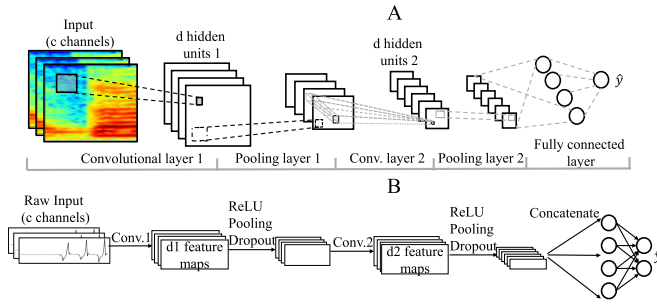 A
Input
(c channels)
d hidden
units 1
d hidden
units 2
ŷ
Convolutional layer 1
Pooling layer 1
Conv. layer 2
Pooling layer 2
Fully connected
layer
B
Raw Input
(c channels)
Conv.1
d1 feature
maps
ReLU
Pooling
Dropout
Conv.2
d2 feature
maps
ReLU
Pooling
Dropout
Concatenate